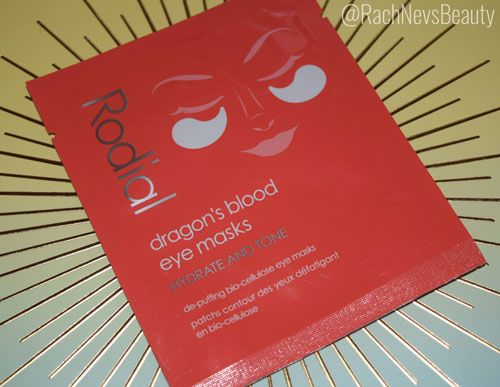 @RachNevsBeauty
Rodial
dragon's blood
eye masks
HYDRATE AND TONE
de-puffing bio-cellulose eye masks
patchs contour des yeux défatigant
en bio-cellulose